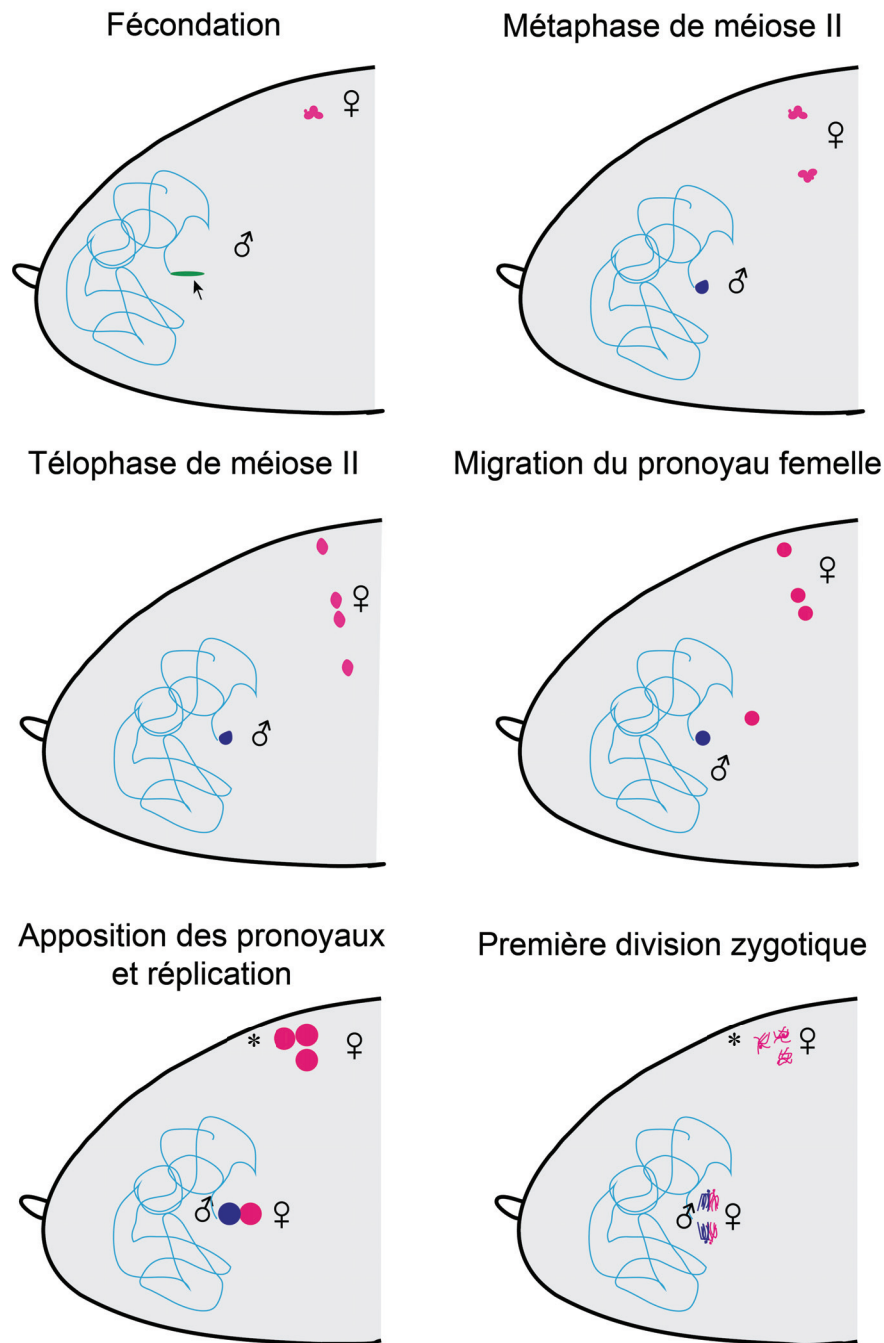 Fécondation
Métaphase de méiose II
♀
♀
♂
♂
Télophase de méiose II
Migration du pronoyau femelle
♀
♀
♂
♂
Apposition des pronoyaux
et réplication
Première division zygotique
* ♀
* ♀
♂ ♀
♂ ♀